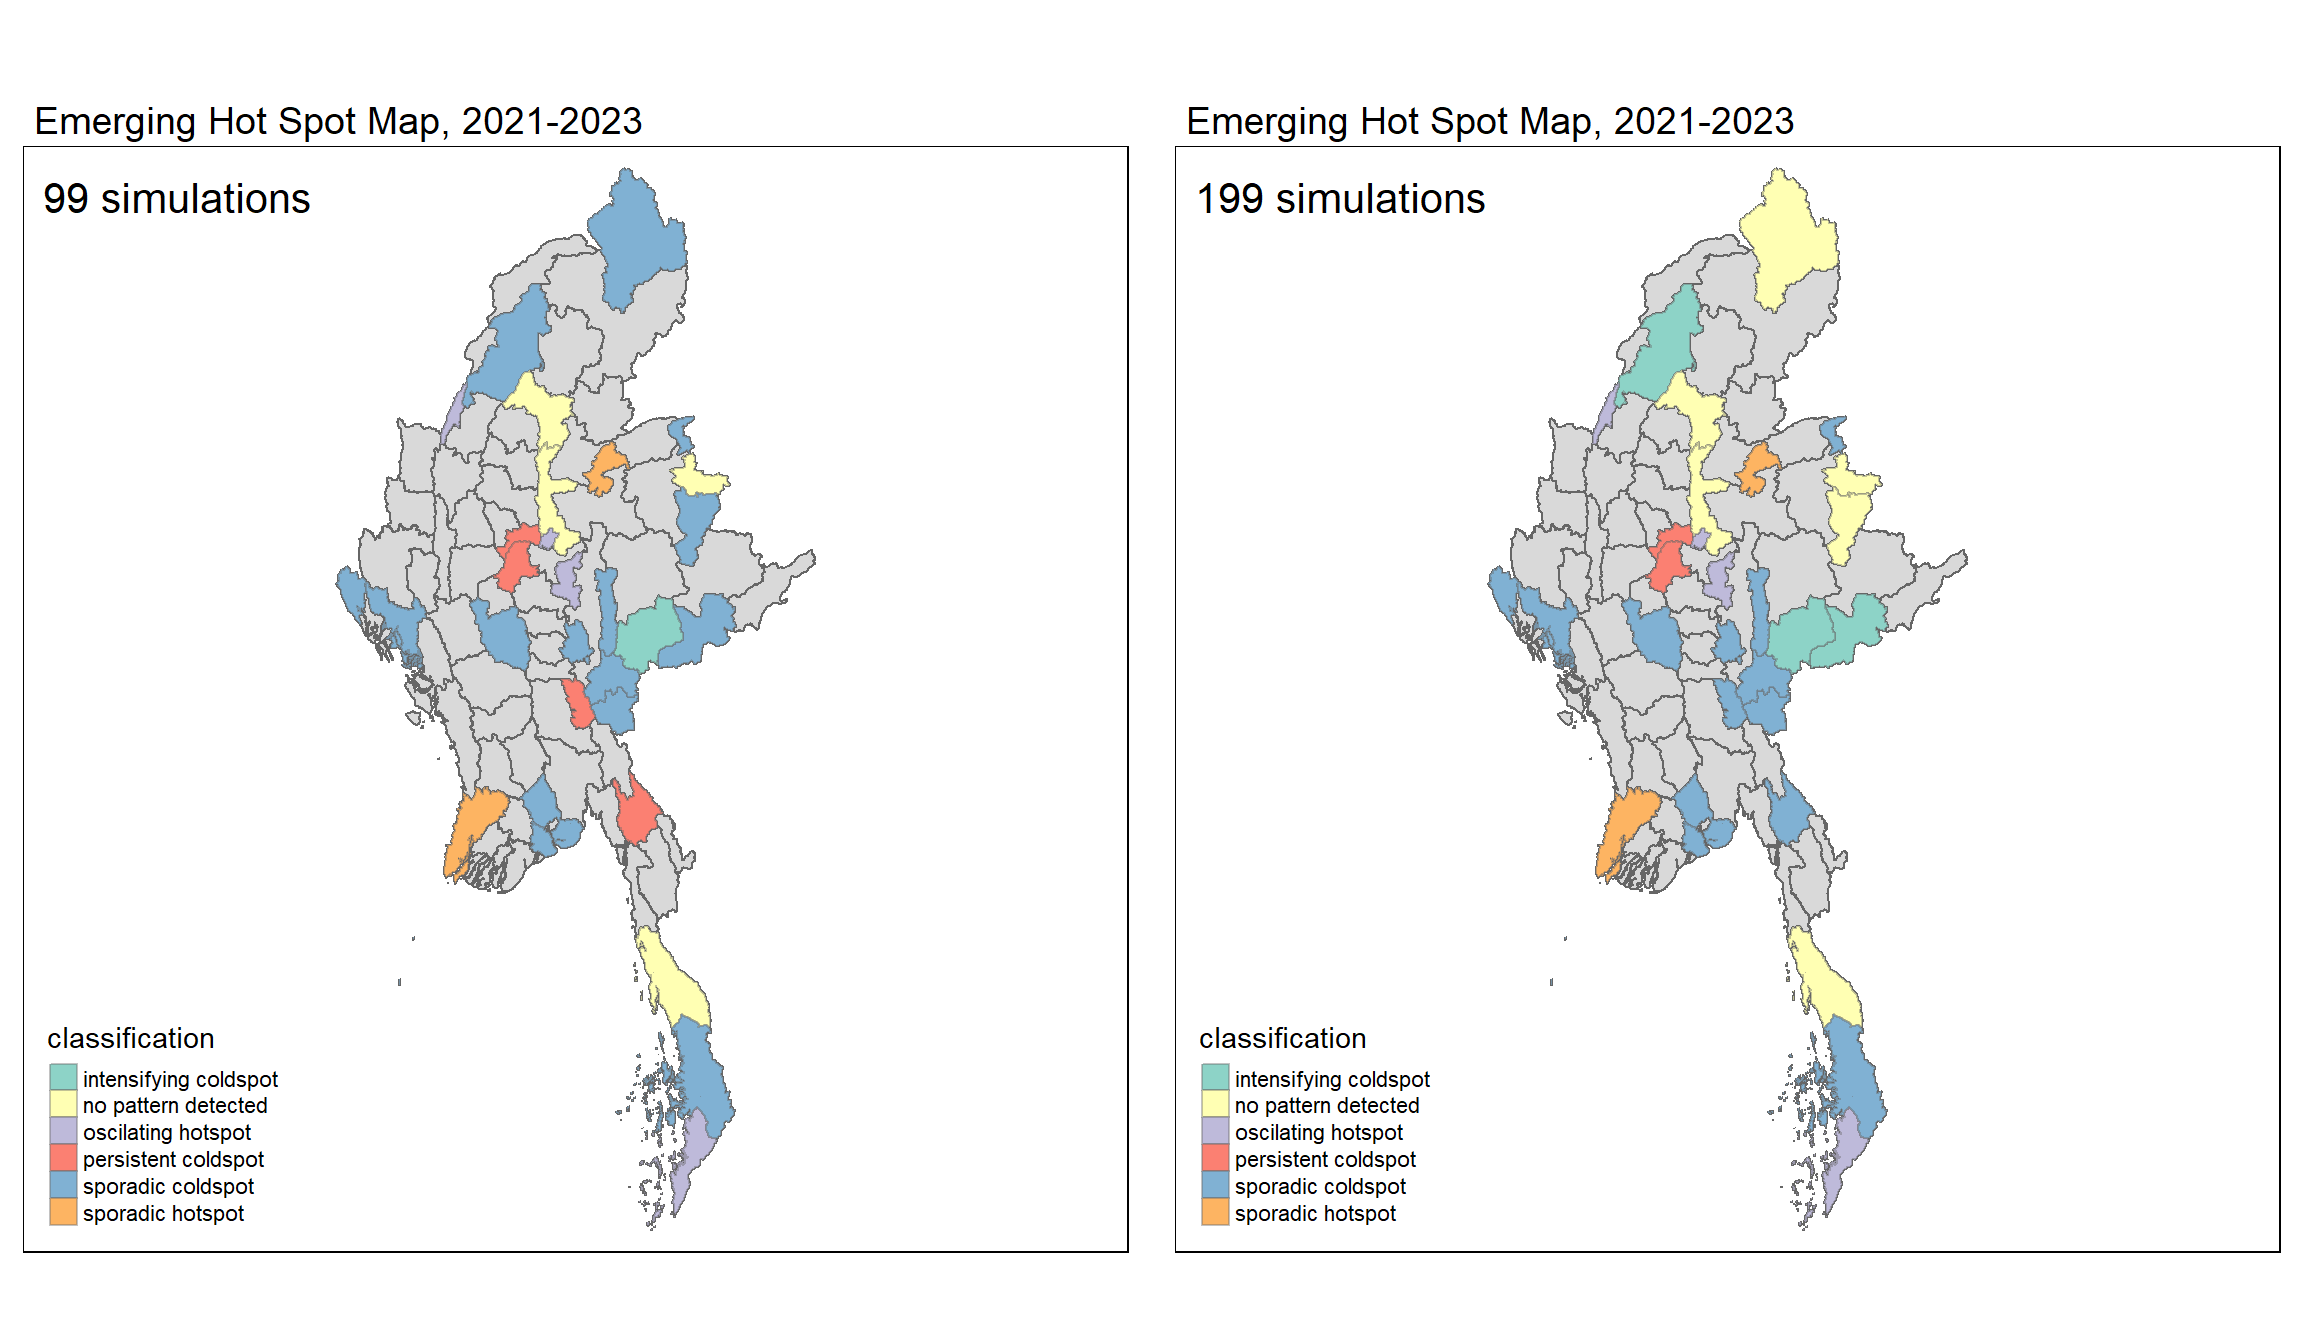 Emerging Hot Spot Map, 2021-2023
99 simulations
classification
intensifying coldspot
no pattern detected
oscilating hotspot
persistent coldspot
sporadic coldspot
sporadic hotspot
Emerging Hot Spot Map, 2021-2023
199 simulations
classification
intensifying coldspot
no pattern detected
oscilating hotspot
persistent coldspot
sporadic coldspot
sporadic hotspot